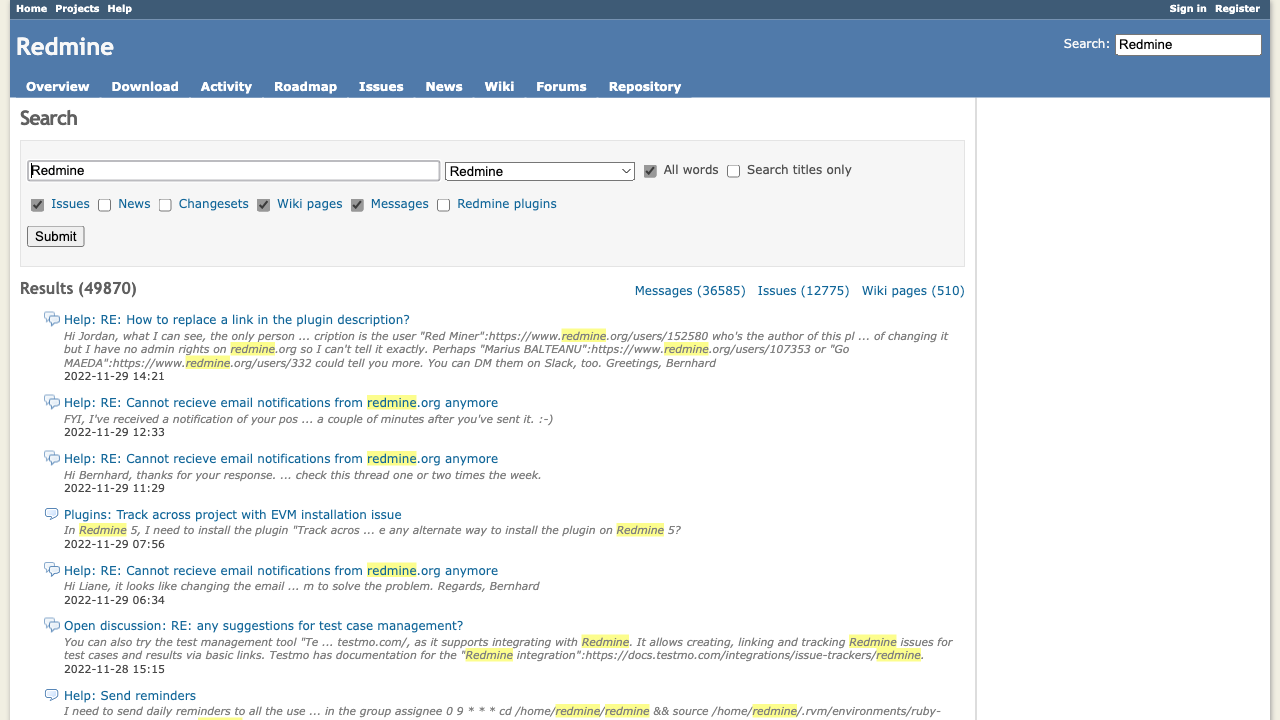 Home Projects Help Sign in Register
Redmine Search: Redmine
Overview Download Activity Roadmap Issues News Wiki Forums Repository
Search
Redmine Redmine All words Search titles only
Issues News Changesets Wiki pages Messages Redmine plugins
Submit
Results (49870) Messages (36585) Issues (12775) Wiki pages (510)
Help: RE: How to replace a link in the plugin description?
Hi Jordan, what I can see, the only person ... cription is the user "Red Miner":https://www.redmine.org/users/152580 who's the author of this pl ... of changing it
but I have no admin rights on redmine.org so I can't tell it exactly. Perhaps "Marius BALTEANU":https://www.redmine.org/users/107353 or "Go
MAEDA":https://www.redmine.org/users/332 could tell you more. You can DM them on Slack, too. Greetings, Bernhard
2022-11-29 14:21
Help: RE: Cannot recieve email notifications from redmine.org anymore
FYI, I've received a notification of your pos ... a couple of minutes after you've sent it. :-)
2022-11-29 12:33
Help: RE: Cannot recieve email notifications from redmine.org anymore
Hi Bernhard, thanks for your response. ... check this thread one or two times the week.
2022-11-29 11:29
Plugins: Track across project with EVM installation issue
In Redmine 5, I need to install the plugin "Track acros ... e any alternate way to install the plugin on Redmine 5?
2022-11-29 07:56
Help: RE: Cannot recieve email notifications from redmine.org anymore
Hi Liane, it looks like changing the email ... m to solve the problem. Regards, Bernhard
2022-11-29 06:34
Open discussion: RE: any suggestions for test case management?
You can also try the test management tool "Te ... testmo.com/, as it supports integrating with Redmine. It allows creating, linking and tracking Redmine issues for
test cases and results via basic links. Testmo has documentation for the "Redmine integration":https://docs.testmo.com/integrations/issue-trackers/redmine.
2022-11-28 15:15
Help: Send reminders
I need to send daily reminders to all the use ... in the group assignee 0 9 * * * cd /home/redmine/redmine && source /home/redmine/.rvm/environments/ruby-